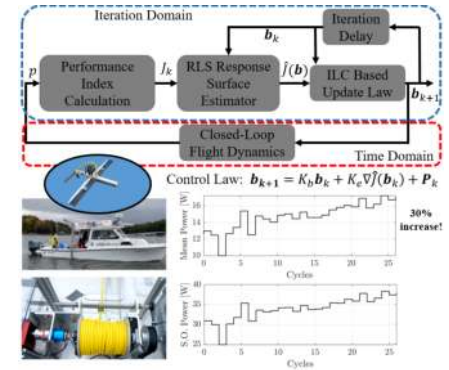 Iteration Domain
b_k
Iteration
Delay
p
Performance
Index
Calculation
J_k
RLS Response
Surface
Estimator
Ĵ(b)
ILC Based
Update Law
b_{k+1}
Closed-Loop
Flight Dynamics
Time Domain
Control Law: b_{k+1} = K_b b_k + K_e ∇Ĵ(b_k) + P_k
Mean Power [W]
16
14
12
10
0 5 10 15 20 25
Cycles
30%
increase!
S.O. Power [W]
40
35
30
25
0 5 10 15 20 25
Cycles